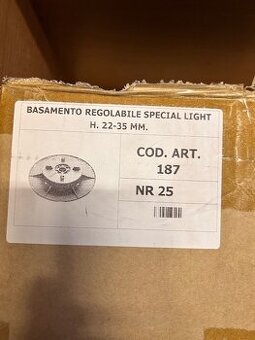 BASAMENTO REGOLABILE SPECIAL LIGHT
H. 22-35 MM.
COD. ART.
187
NR 25